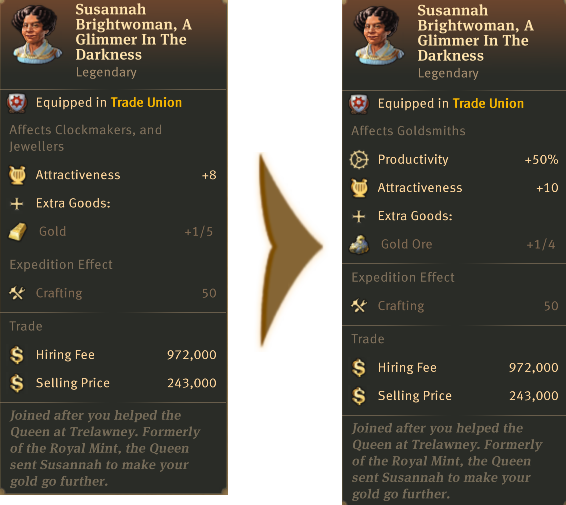 Susannah
Brightwoman, A
Glimmer In The
Darkness
Legendary
Equipped in Trade Union
Affects Clockmakers, and
Jewellers
Attractiveness +8
Extra Goods:
Gold +1/5
Expedition Effect
Crafting 50
Trade
Hiring Fee 972,000
Selling Price 243,000
Joined after you helped the
Queen at Trelawney. Formerly
of the Royal Mint, the Queen
sent Susannah to make your
gold go further.
Susannah
Brightwoman, A
Glimmer In The
Darkness
Legendary
Equipped in Trade Union
Affects Goldsmiths
Productivity +50%
Attractiveness +10
Extra Goods:
Gold Ore +1/4
Expedition Effect
Crafting 50
Trade
Hiring Fee 972,000
Selling Price 243,000
Joined after you helped the
Queen at Trelawney. Formerly
of the Royal Mint, the Queen
sent Susannah to make your
gold go further.